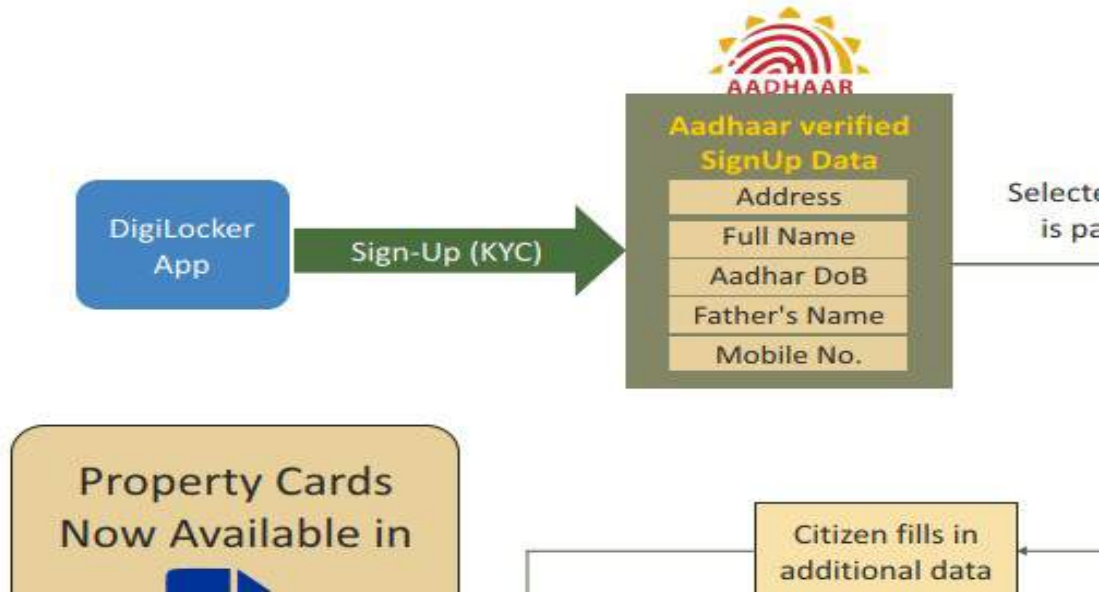 AADHAAR
Aadhaar verified
SignUp Data
Address
Full Name
Aadhar DoB
Father's Name
Mobile No.
DigiLocker
App
Sign-Up (KYC)
is
Property Cards
Now Available in
Citizen fills in
additional data